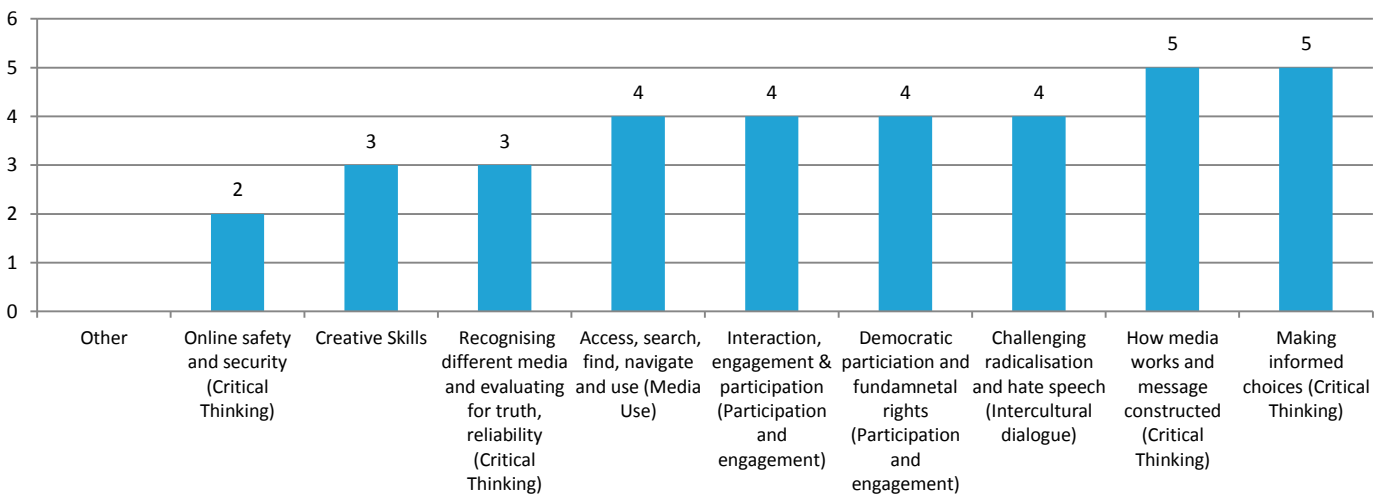 6
5
4
3
2
1
0
2
3
3
4
4
4
4
5
5
Other
Online safety
and security
(Critical
Thinking)
Creative Skills
Recognising
different media
and evaluating
for truth,
reliability
(Critical
Thinking)
Access, search,
find, navigate
and use (Media
Use)
Interaction,
engagement &
participation
(Participation
and
engagement)
Democratic
particiation and
fundamnetal
rights
(Participation
and
engagement)
Challenging
radicalisation
and hate speech
(Intercultural
dialogue)
How media
works and
message
constructed
(Critical
Thinking)
Making
informed
choices (Critical
Thinking)